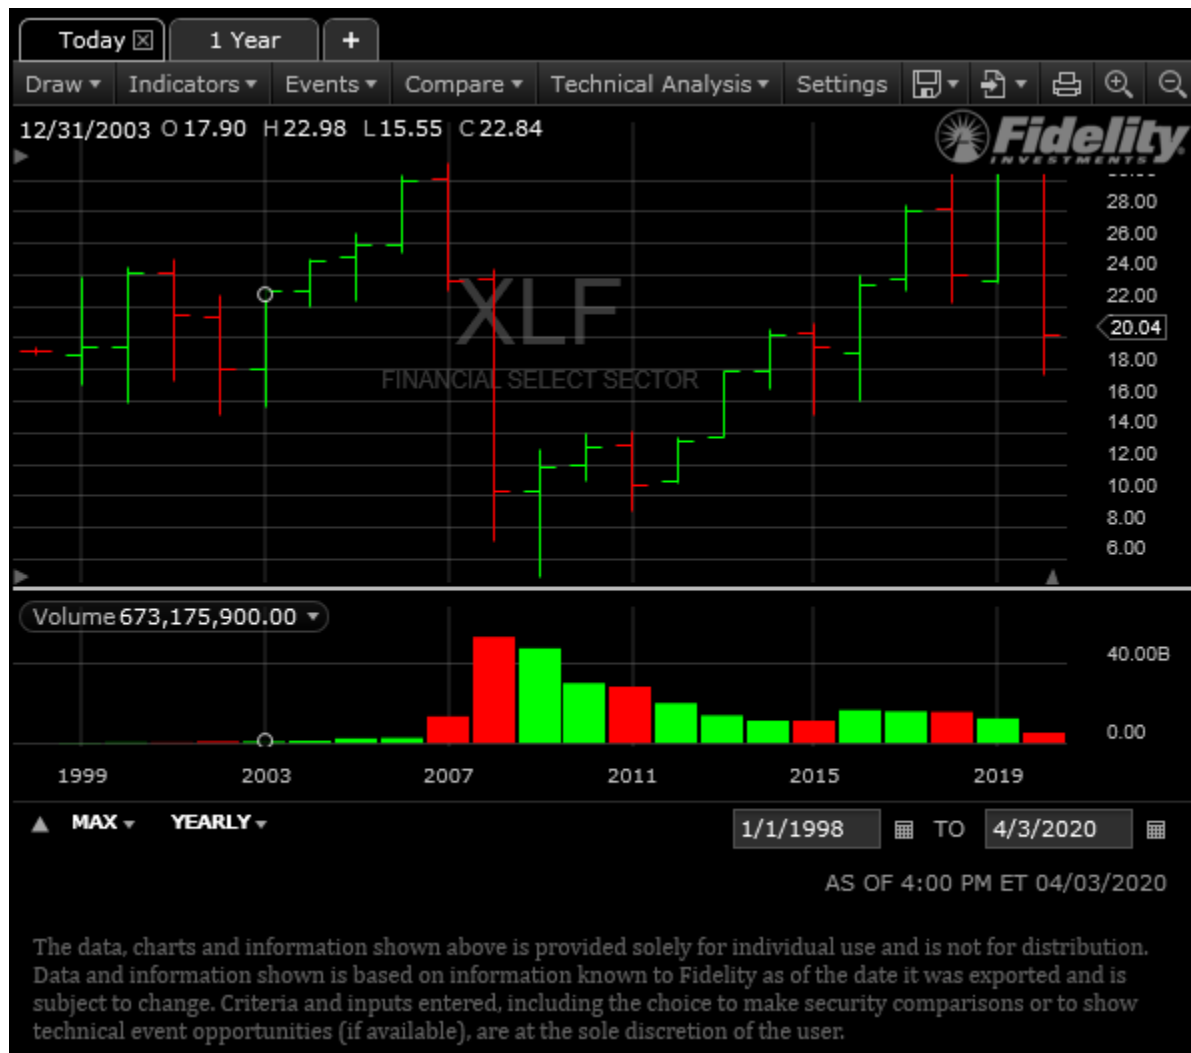 Today
1 Year
+
Draw Indicators Events Compare Technical Analysis Settings
12/31/2003 O 17.90 H 22.98 L 15.55 C 22.84
Fidelity
INVESTMENTS
28.00
26.00
24.00
22.00
20.04
18.00
16.00
14.00
12.00
10.00
8.00
6.00
XLF
FINANCIAL SELECT SECTOR
Volume 673,175,900.00
40.00B
0.00
1999 2003 2007 2011 2015 2019
MAX YEARLY 1/1/1998 TO 4/3/2020
AS OF 4:00 PM ET 04/03/2020
The data, charts and information shown above is provided solely for individual use and is not for distribution.
Data and information shown is based on information known to Fidelity as of the date it was exported and is
subject to change. Criteria and inputs entered, including the choice to make security comparisons or to show
technical event opportunities (if available), are at the sole discretion of the user.